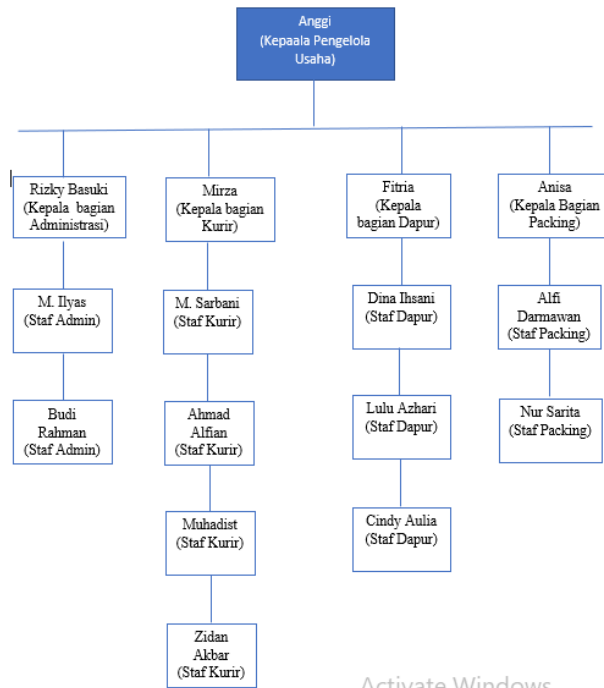 Anggi
(Kepaala Pengelola
Usaha)
Rizky Basuki
(Kepala bagian
Administrasi)
Mirza
(Kepala bagian
Kurir)
Fitria
(Kepala
bagian Dapur)
Anisa
(Kepala Bagian
Packing)
M. Ilyas
(Staf Admin)
M. Sarbani
(Staf Kurir)
Dina Ihsani
(Staf Dapur)
Alfi
Darmawan
(Staf Packing)
Budi
Rahman
(Staf Admin)
Ahmad
Alfian
(Staf Kurir)
Lulu Azhari
(Staf Dapur)
Nur Sarita
(Staf Packing)
Muhadist
(Staf Kurir)
Cindy Aulia
(Staf Dapur)
Zidan
Akbar
(Staf Kurir)
Activate Windows